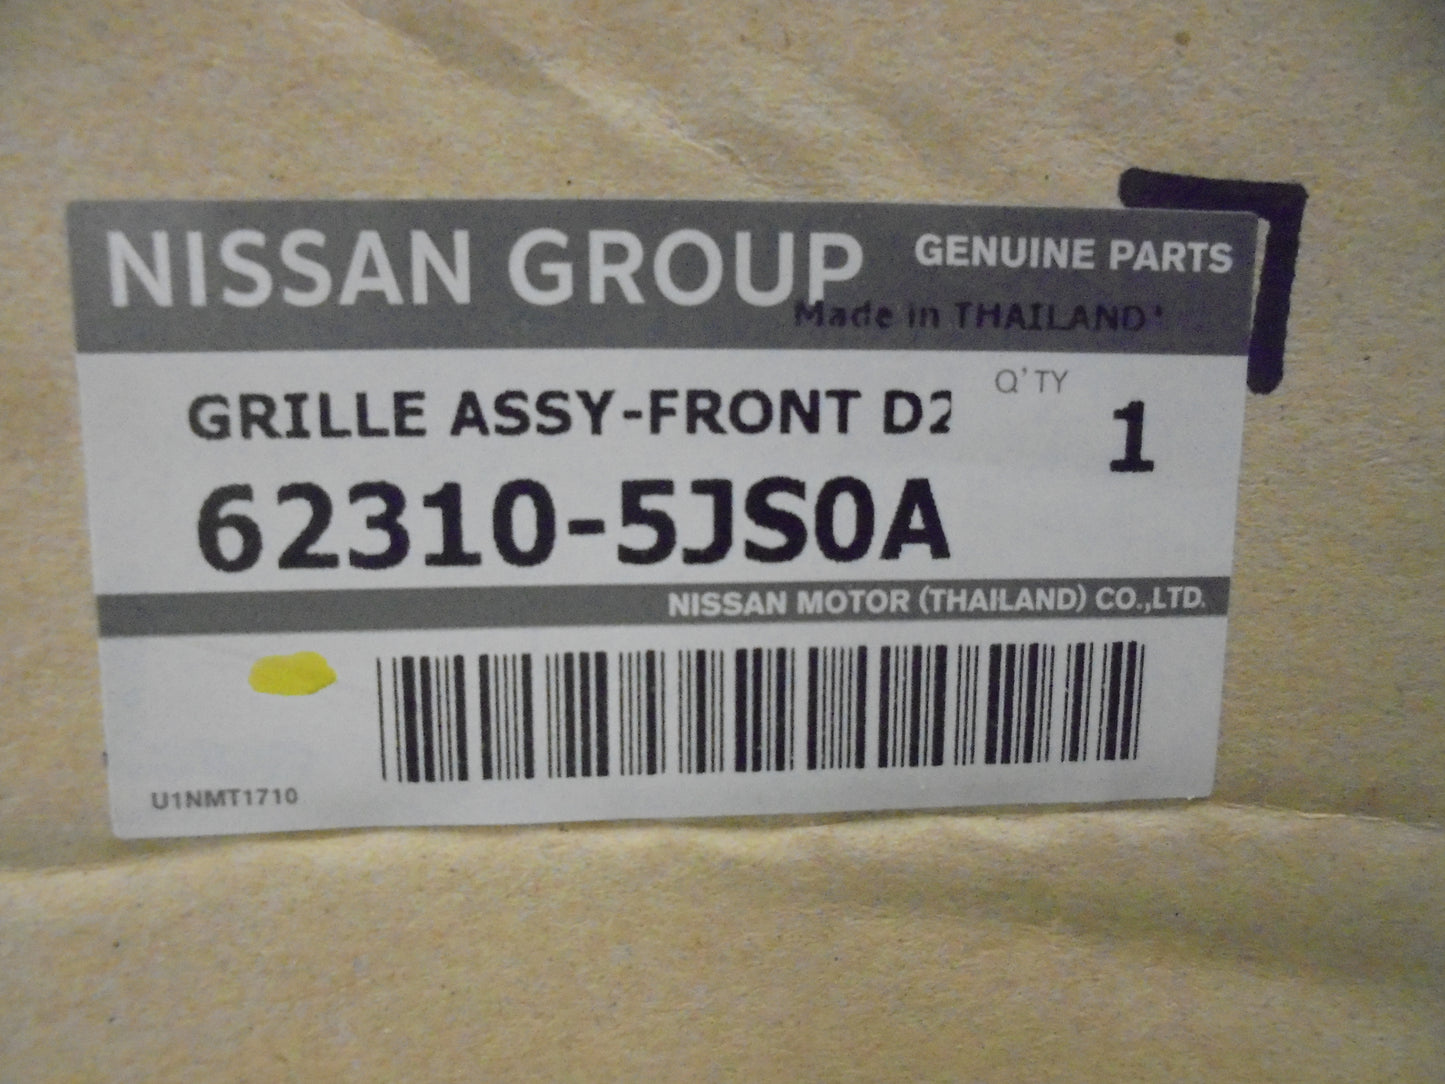 NISSAN GROUP
GENUINE PARTS
Made in THAILAND
GRILLE ASSY-FRONT D2
Q'TY
1
62310-5JS0A
NISSAN MOTOR (THAILAND) CO.,LTD.
U1NMT1710